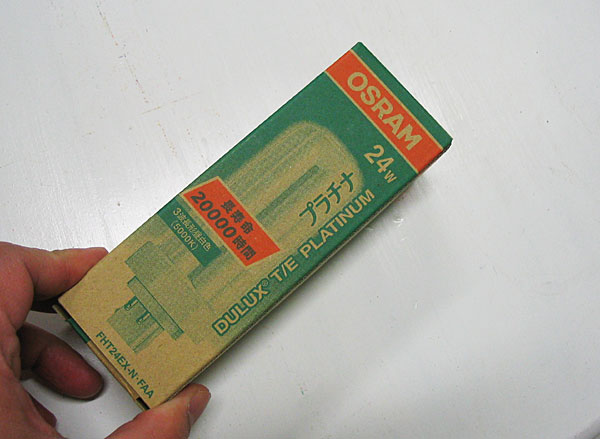 OSRAM
24W
プラチナ
DULUX® T/E PLATINUM
長寿命
20000時間
3波長形昼白色
(5000K)
FHT24EX-N・FAA